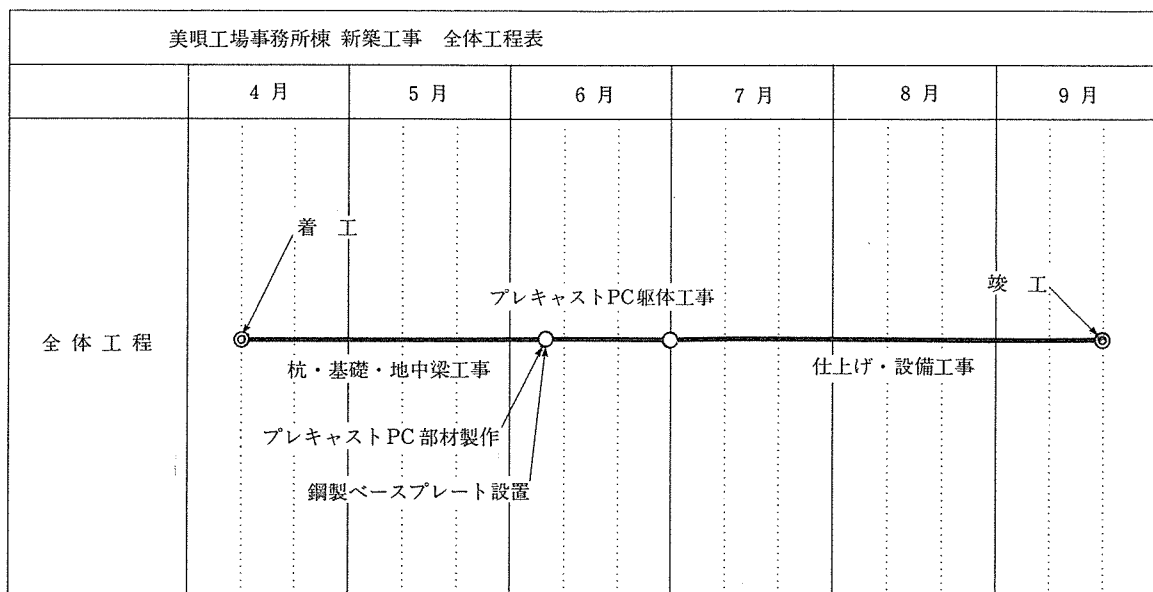 美唄工場事務所棟 新築工事 全体工程表
4 月 5 月 6 月 7 月 8 月 9 月
着 工
竣 工
プレキャストPC躯体工事
全 体 工 程
杭・基礎・地中梁工事
仕上げ・設備工事
プレキャストPC部材製作
鋼製ベースプレート設置